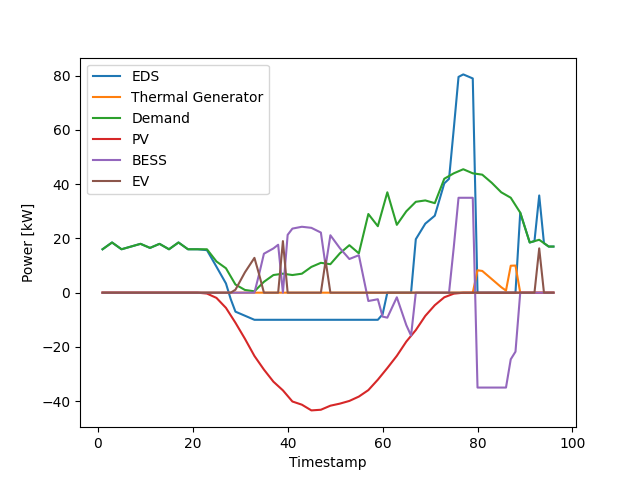 EDS
Thermal Generator
Demand
PV
BESS
EV
Power [kW]
80
60
40
20
0
−20
−40
0 20 40 60 80 100
Timestamp